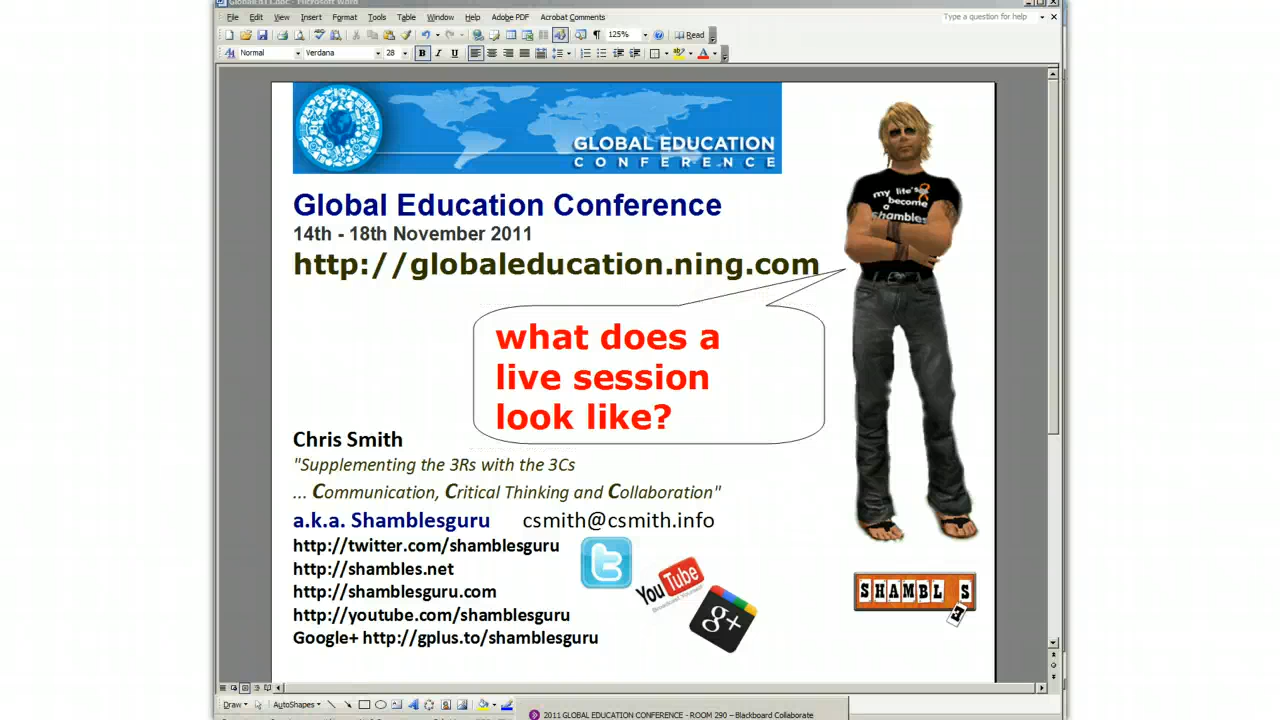 File Edit View Insert Format Tools Table Window Help Adobe PDF Acrobat Comments Type a question for help
125% Read
Normal Verdana 28 B I U
GLOBAL EDUCATION
CONFERENCE
Global Education Conference
14th - 18th November 2011
http://globaleducation.ning.com
my life's
become
a
shambles
what does a
live session
look like?
Chris Smith
"Supplementing the 3Rs with the 3Cs
... Communication, Critical Thinking and Collaboration"
a.k.a. Shamblesguru csmith@csmith.info
http://twitter.com/shamblesguru
http://shambles.net
http://shamblesguru.com
http://youtube.com/shamblesguru
Google+ http://gplus.to/shamblesguru
t
YouTube
Broadcast Yourself
g+
SHAMBL S
E
Draw AutoShapes
2011 GLOBAL EDUCATION CONFERENCE - ROOM 290 – Blackboard Collaborate